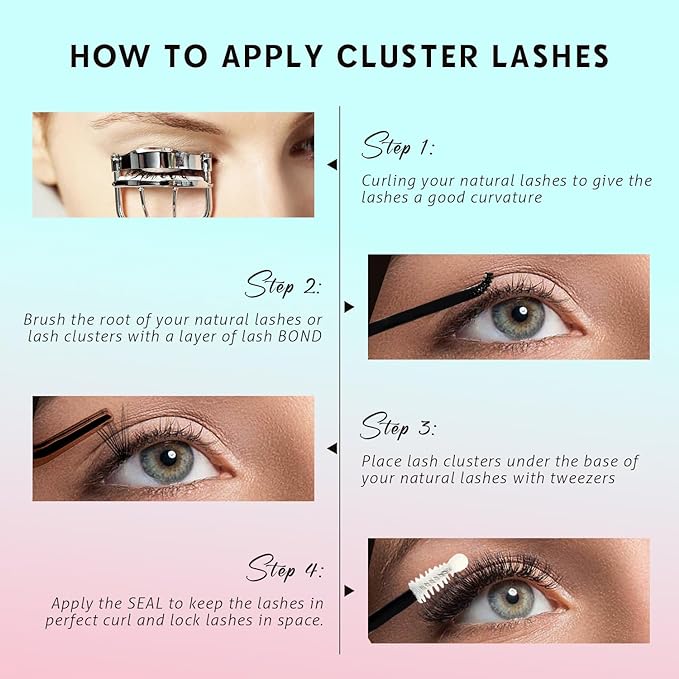 HOW TO APPLY CLUSTER LASHES
Step 1:
Curling your natural lashes to give the
lashes a good curvature
Step 2:
Brush the root of your natural lashes or
lash clusters with a layer of lash BOND
Step 3:
Place lash clusters under the base of
your natural lashes with tweezers
Step 4:
Apply the SEAL to keep the lashes in
perfect curl and lock lashes in space.